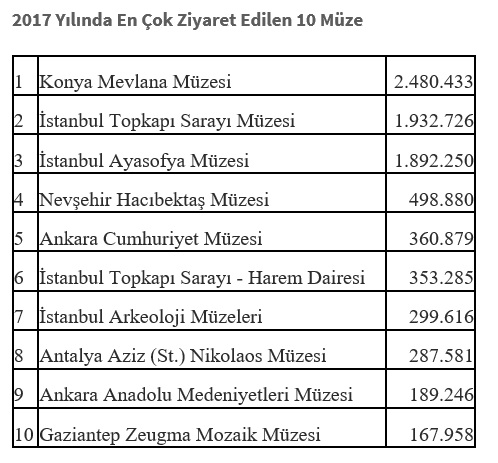 2017 Yılında En Çok Ziyaret Edilen 10 Müze
1 Konya Mevlana Müzesi 2.480.433
2 İstanbul Topkapı Sarayı Müzesi 1.932.726
3 İstanbul Ayasofya Müzesi 1.892.250
4 Nevşehir Hacıbektaş Müzesi 498.880
5 Ankara Cumhuriyet Müzesi 360.879
6 İstanbul Topkapı Sarayı - Harem Dairesi 353.285
7 İstanbul Arkeoloji Müzeleri 299.616
8 Antalya Aziz (St.) Nikolaos Müzesi 287.581
9 Ankara Anadolu Medeniyetleri Müzesi 189.246
10 Gaziantep Zeugma Mozaik Müzesi 167.958